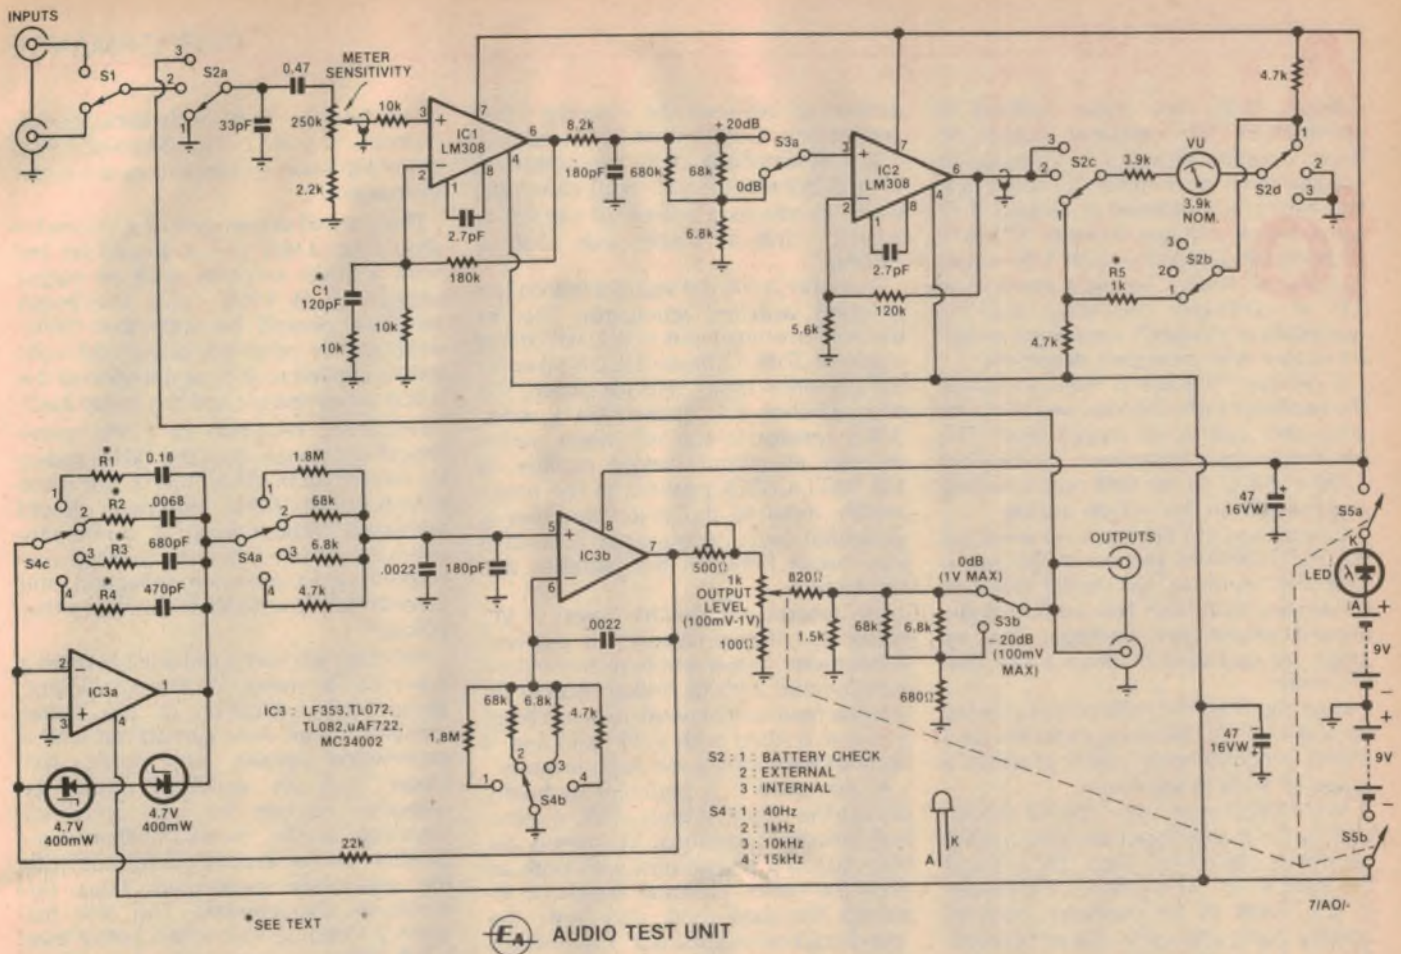 INPUTS
S1
3
2
1
S2a
33pF
0.47
METER
SENSITIVITY
250k
2.2k
10k
3
+
IC1
LM308
−
2
7
6
4
1
8
2.7pF
180k
*
C1
120pF
10k
10k
8.2k
180pF
680k
68k
6.8k
+20dB
0dB
S3a
3
+
IC2
LM308
−
2
7
6
4
1
8
2.7pF
120k
5.6k
3
2
1
S2c
3.9k
VU
3.9k
NOM.
S2d
1
2
3
4.7k
3
2
1
S2b
*
R5
1k
4.7k
*
R1
0.18
*
R2
.0068
*
R3
680pF
*
R4
470pF
1
2
3
4
S4c
1.8M
68k
6.8k
4.7k
1
2
3
4
S4a
2
−
IC3a
+
3
1
4
4.7V
400mW
4.7V
400mW
22k
IC3 : LF353,TL072,
TL082,uAF722,
MC34002
.0022
180pF
5
+
IC3b
−
6
8
7
.0022
1.8M
68k
6.8k
4.7k
1
2
3
4
S4b
500Ω
1k
OUTPUT
LEVEL
(100mV-1V)
100Ω
820Ω
1.5k
68k
6.8k
680Ω
0dB
(1V MAX)
S3b
−20dB
(100mV
MAX)
OUTPUTS
47
16VW
+
−
47
16VW
−
+
S5a
K
LED
λ
A
+
9V
−
+
9V
−
S5b
S2 : 1 : BATTERY CHECK
2 : EXTERNAL
3 : INTERNAL
S4 : 1 : 40Hz
2 : 1kHz
3 : 10kHz
4 : 15kHz
A
K
*SEE TEXT
EA AUDIO TEST UNIT
7/AO/-